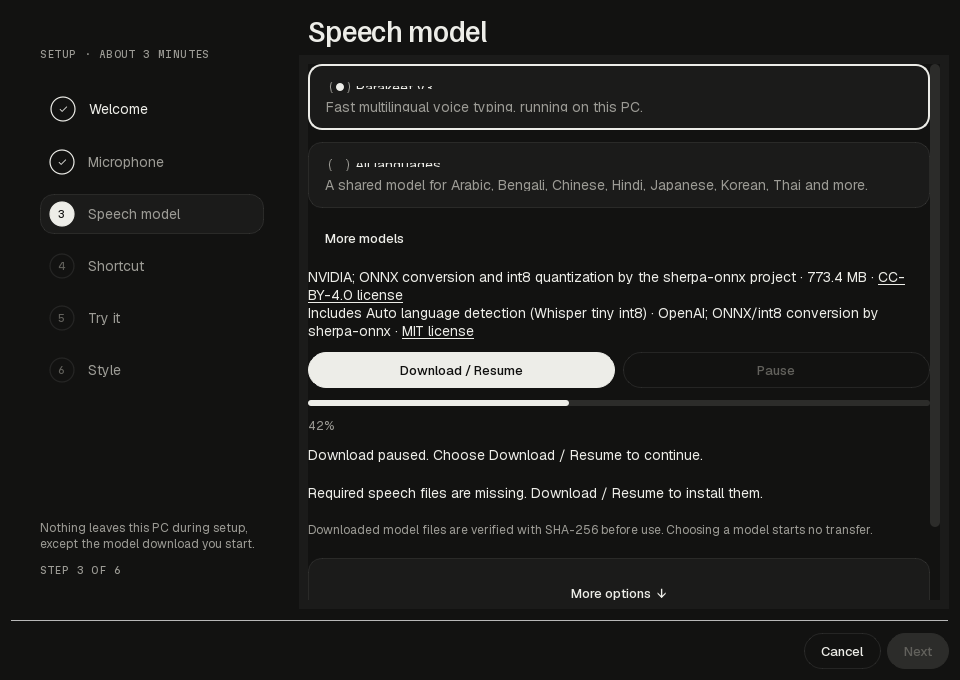 Speech model
SETUP · ABOUT 3 MINUTES
Welcome
Microphone
3 Speech model
4 Shortcut
5 Try it
6 Style
Nothing leaves this PC during setup,
except the model download you start.
STEP 3 OF 6
(●) Parakeet v3
Fast multilingual voice typing, running on this PC.
( ) All languages
A shared model for Arabic, Bengali, Chinese, Hindi, Japanese, Korean, Thai and more.
More models
NVIDIA; ONNX conversion and int8 quantization by the sherpa-onnx project · 773.4 MB · CC-
BY-4.0 license
Includes Auto language detection (Whisper tiny int8) · OpenAI; ONNX/int8 conversion by
sherpa-onnx · MIT license
Download / Resume
Pause
42%
Download paused. Choose Download / Resume to continue.
Required speech files are missing. Download / Resume to install them.
Downloaded model files are verified with SHA-256 before use. Choosing a model starts no transfer.
More options ↓
Cancel
Next